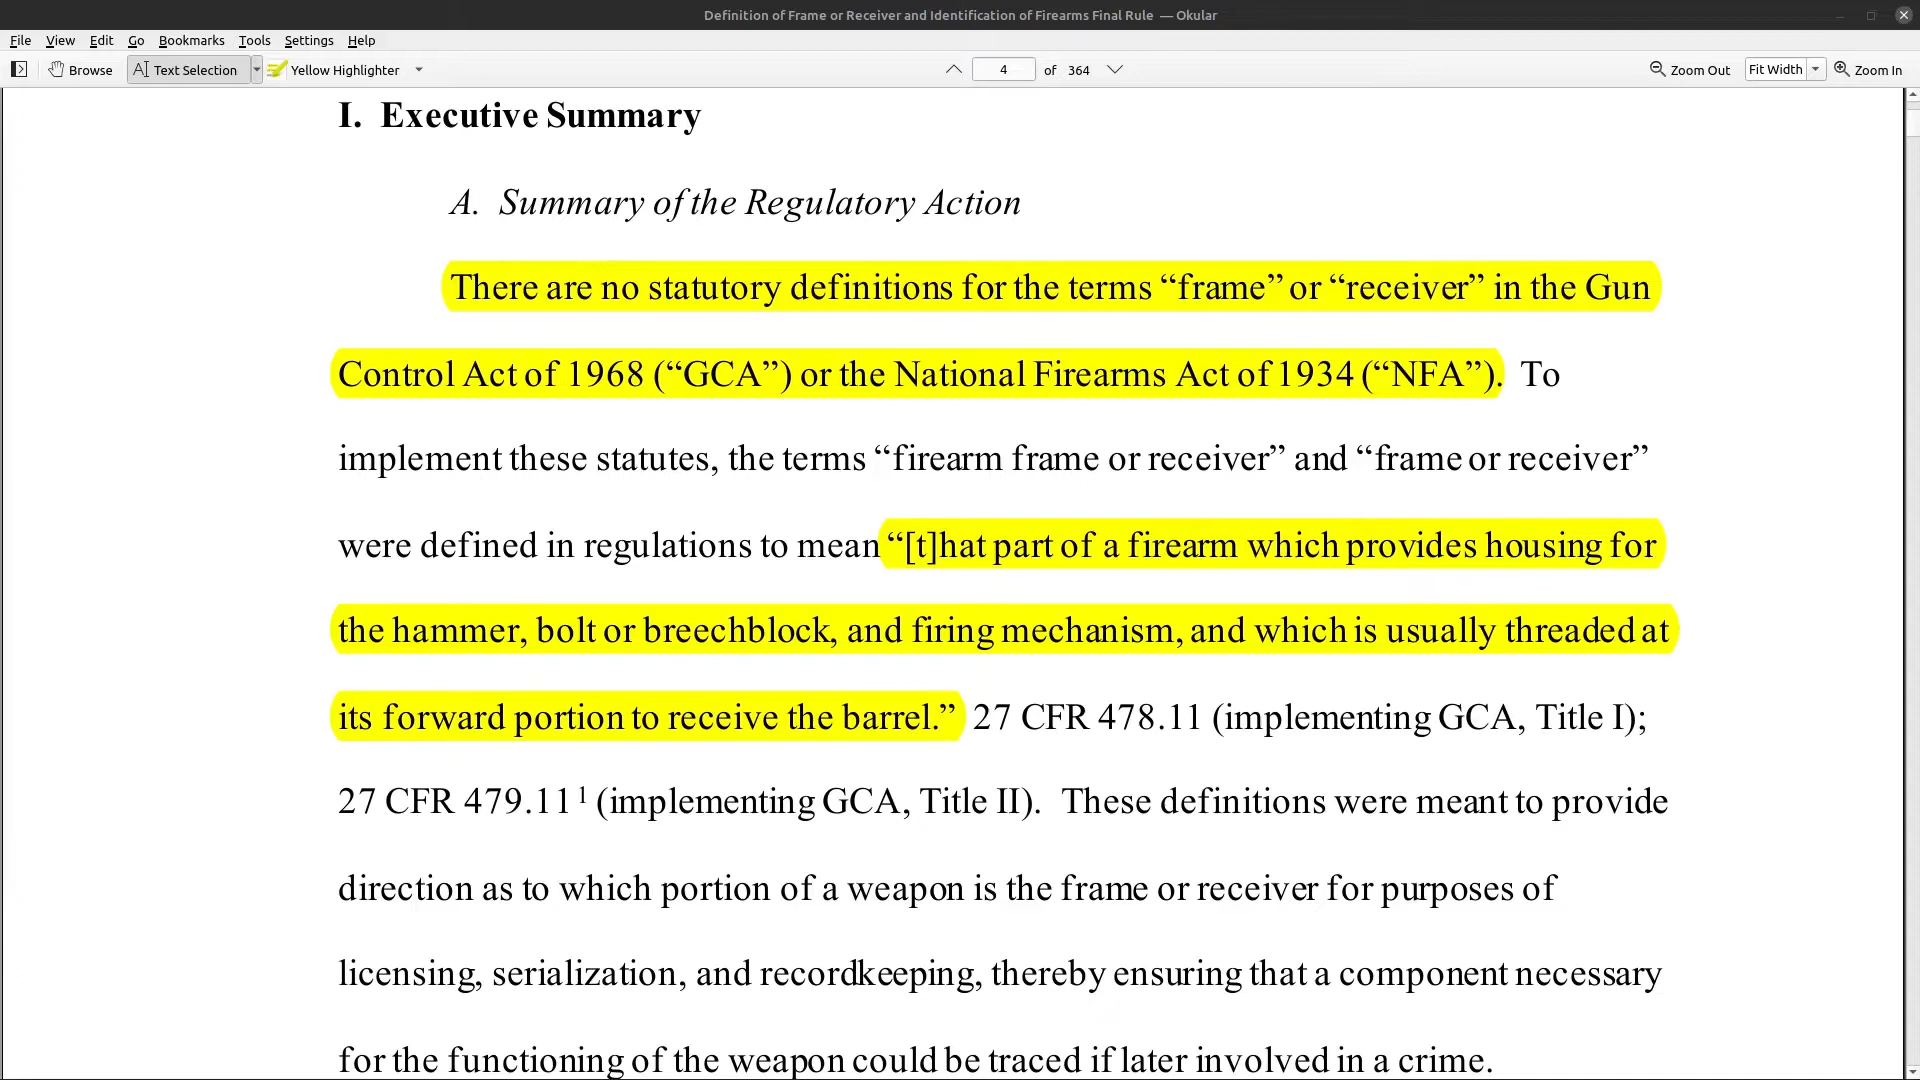 Definition of Frame or Receiver and Identification of Firearms Final Rule — Okular
File View Edit Go Bookmarks Tools Settings Help
Browse Text Selection Yellow Highlighter 4 of 364 Zoom Out Fit Width Zoom In
I. Executive Summary
A. Summary of the Regulatory Action
There are no statutory definitions for the terms “frame” or “receiver” in the Gun
Control Act of 1968 (“GCA”) or the National Firearms Act of 1934 (“NFA”). To
implement these statutes, the terms “firearm frame or receiver” and “frame or receiver”
were defined in regulations to mean “[t]hat part of a firearm which provides housing for
the hammer, bolt or breechblock, and firing mechanism, and which is usually threaded at
its forward portion to receive the barrel.” 27 CFR 478.11 (implementing GCA, Title I);
27 CFR 479.11¹ (implementing GCA, Title II). These definitions were meant to provide
direction as to which portion of a weapon is the frame or receiver for purposes of
licensing, serialization, and recordkeeping, thereby ensuring that a component necessary
for the functioning of the weapon could be traced if later involved in a crime.